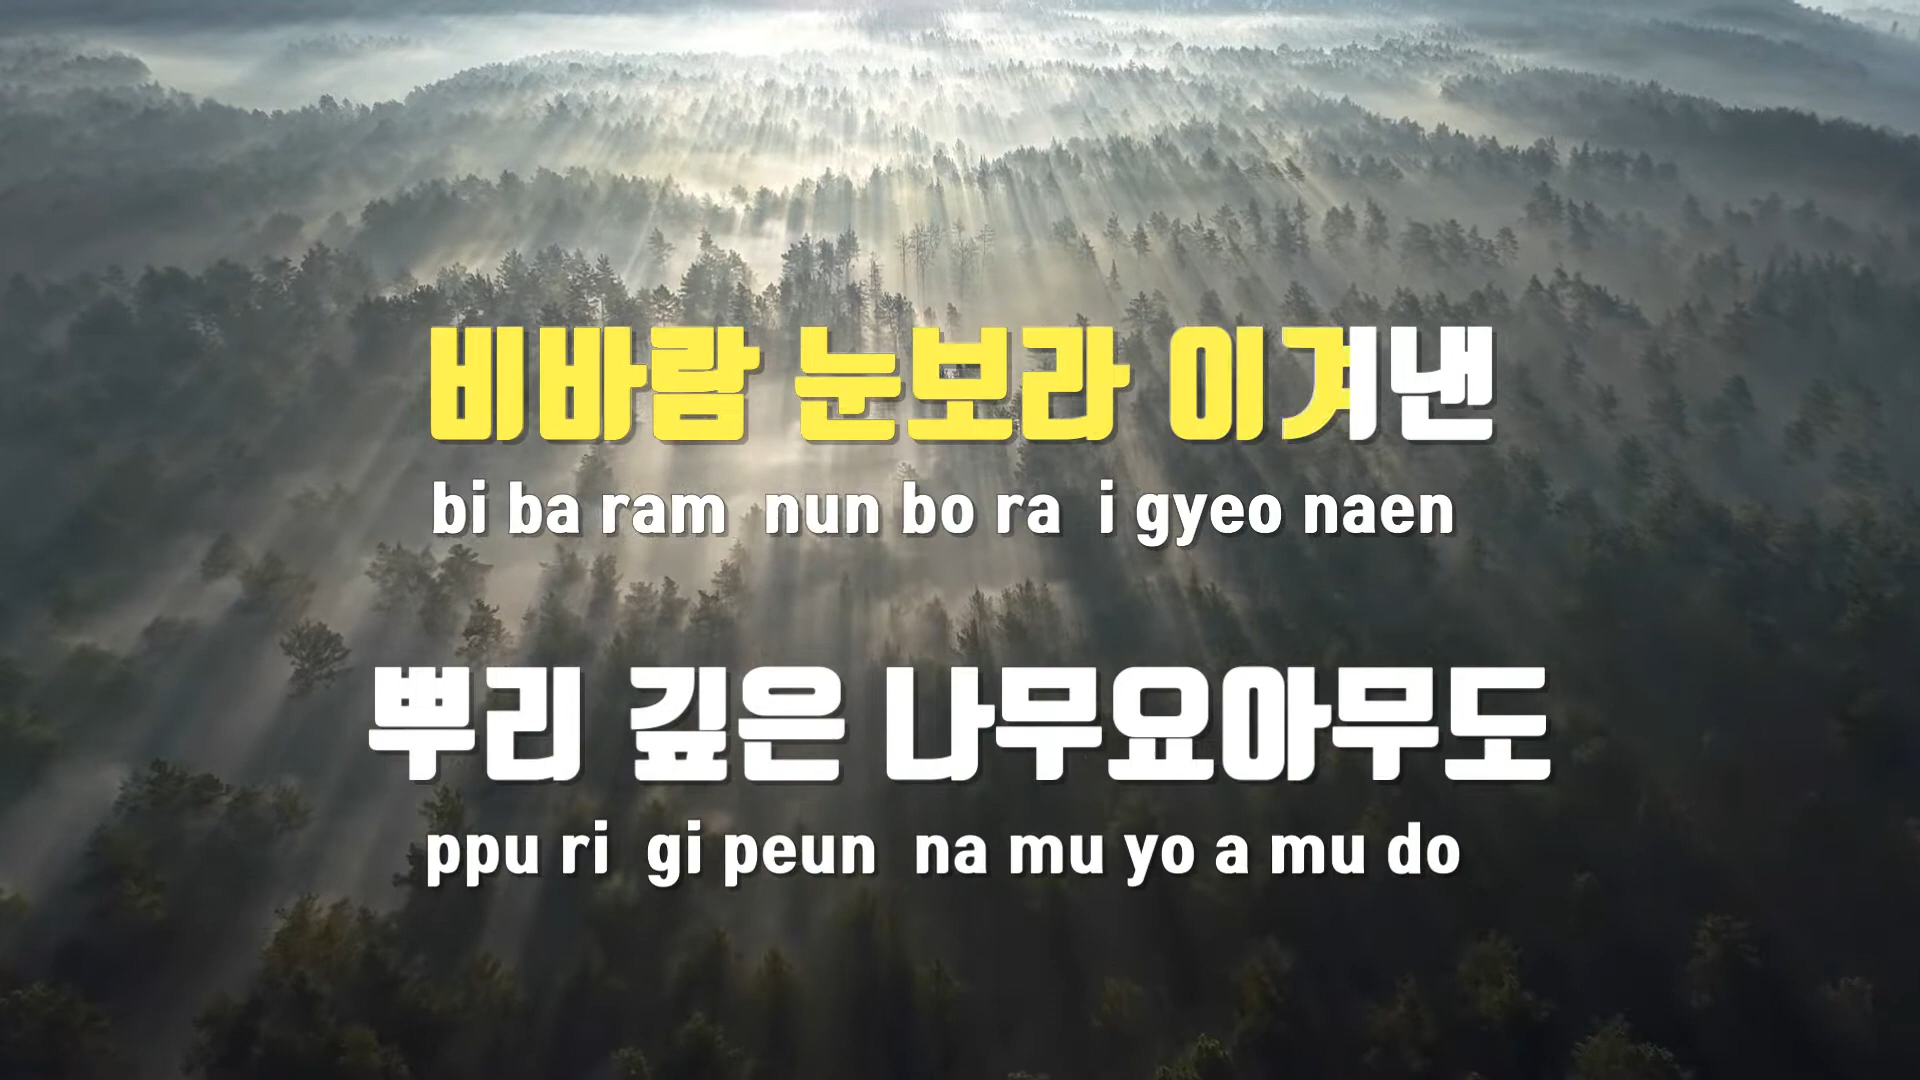 비바람 눈보라 이겨낸
bi ba ram nun bo ra i gyeo naen
뿌리 깊은 나무요아무도
ppu ri gi peun na mu yo a mu do